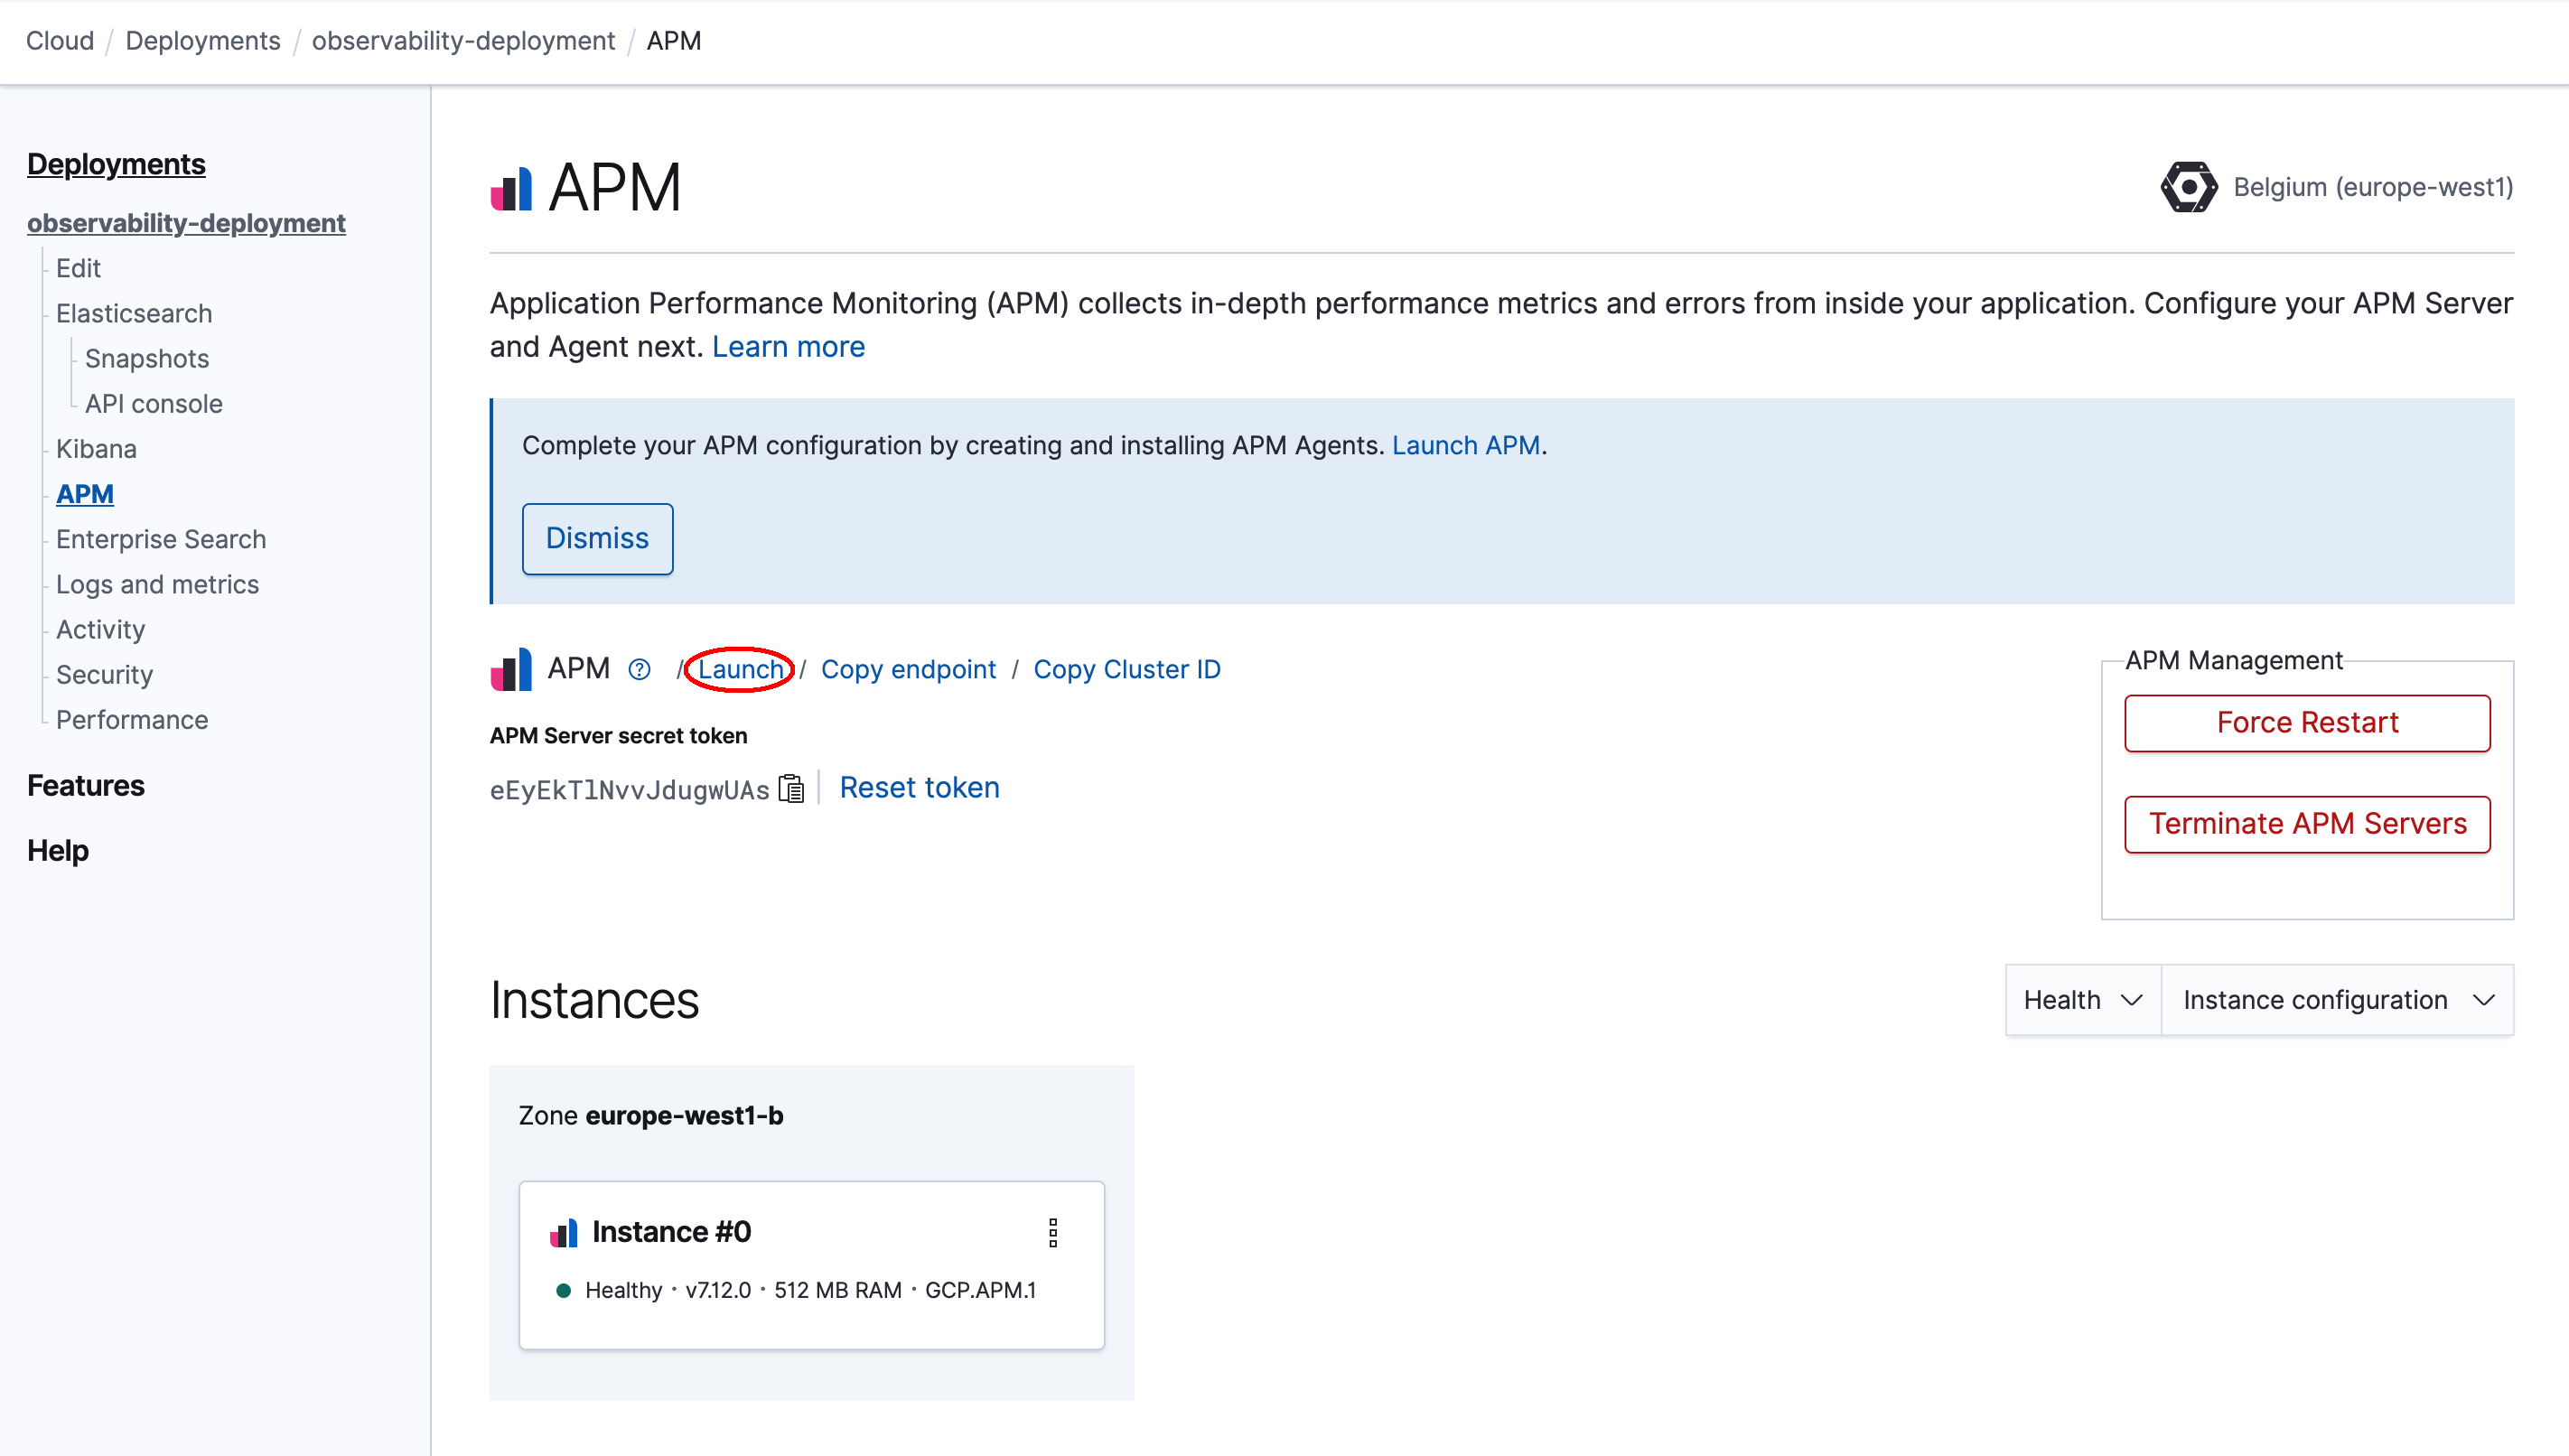 Cloud / Deployments / observability-deployment / APM
Deployments
observability-deployment
Edit
Elasticsearch
Snapshots
API console
Kibana
APM
Enterprise Search
Logs and metrics
Activity
Security
Performance
Features
Help
APM
Belgium (europe-west1)
Application Performance Monitoring (APM) collects in-depth performance metrics and errors from inside your application. Configure your APM Server
and Agent next. Learn more
Complete your APM configuration by creating and installing APM Agents. Launch APM.
Dismiss
APM ? / Launch / Copy endpoint / Copy Cluster ID
APM Server secret token
eEyEkTlNvvJdugwUAs
Reset token
APM Management
Force Restart
Terminate APM Servers
Instances
Health
Instance configuration
Zone europe-west1-b
Instance #0
Healthy · v7.12.0 · 512 MB RAM · GCP.APM.1